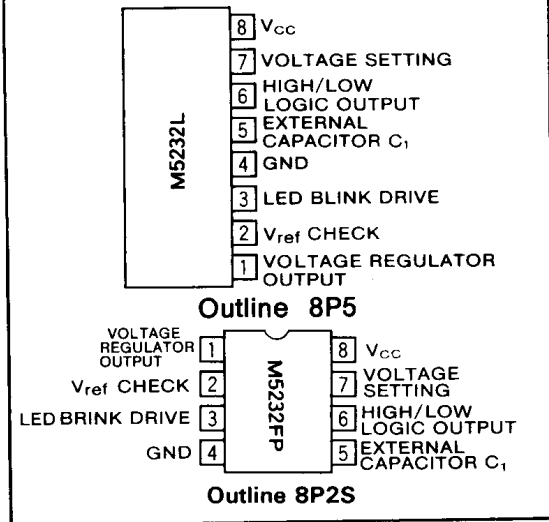 8 VCC
7 VOLTAGE SETTING
6 HIGH/LOW
LOGIC OUTPUT
5 EXTERNAL
CAPACITOR C1
4 GND
3 LED BLINK DRIVE
2 Vref CHECK
1 VOLTAGE REGULATOR
OUTPUT
M5232L
Outline 8P5
VOLTAGE
REGULATOR
OUTPUT
1
Vref CHECK 2
LED BRINK DRIVE 3
GND 4
M5232FP
8 VCC
7 VOLTAGE
SETTING
6 HIGH/LOW
LOGIC OUTPUT
5 EXTERNAL
CAPACITOR C1
Outline 8P2S